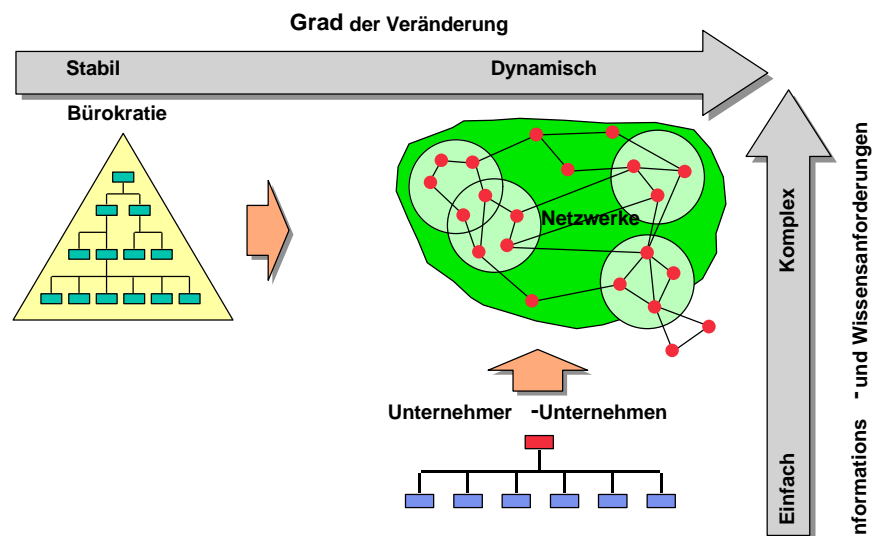 Grad der Veränderung
Stabil
Dynamisch
Bürokratie
Netzwerke
Unternehmer -Unternehmen
Komplex
Einfach
nformations - und Wissensanforderungen